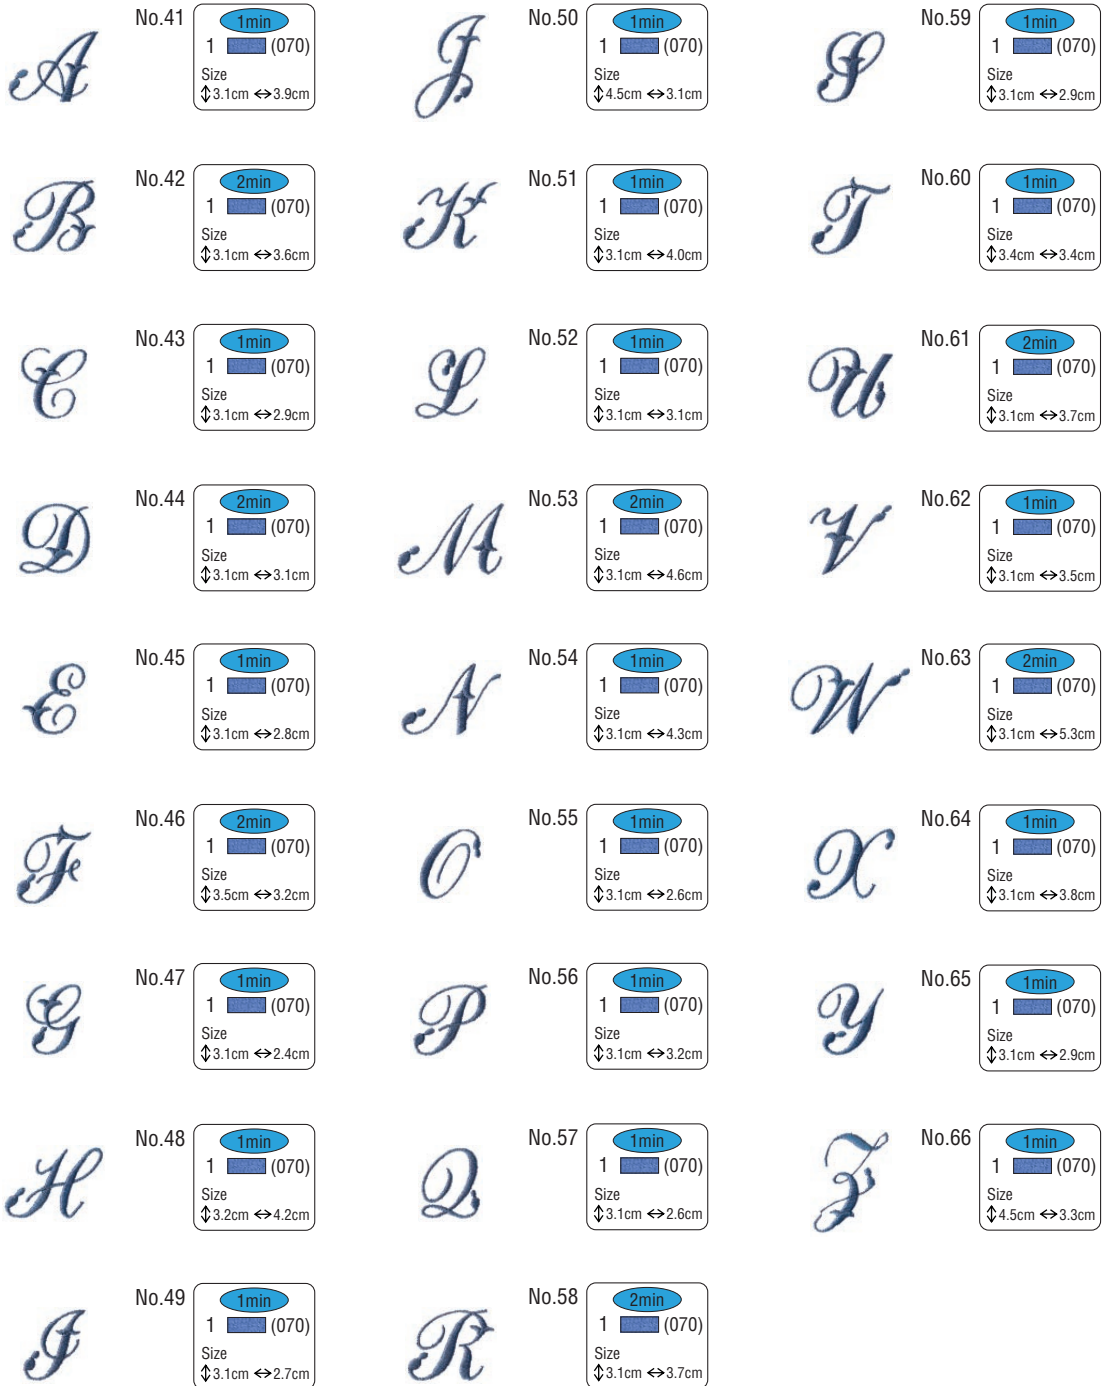 A
No.41
1min
1 (070)
Size
↕3.1cm ↔3.9cm
B
No.42
2min
1 (070)
Size
↕3.1cm ↔3.6cm
C
No.43
1min
1 (070)
Size
↕3.1cm ↔2.9cm
D
No.44
2min
1 (070)
Size
↕3.1cm ↔3.1cm
E
No.45
1min
1 (070)
Size
↕3.1cm ↔2.8cm
F
No.46
2min
1 (070)
Size
↕3.5cm ↔3.2cm
G
No.47
1min
1 (070)
Size
↕3.1cm ↔2.4cm
H
No.48
1min
1 (070)
Size
↕3.2cm ↔4.2cm
I
No.49
1min
1 (070)
Size
↕3.1cm ↔2.7cm
J
No.50
1min
1 (070)
Size
↕4.5cm ↔3.1cm
K
No.51
1min
1 (070)
Size
↕3.1cm ↔4.0cm
L
No.52
1min
1 (070)
Size
↕3.1cm ↔3.1cm
M
No.53
2min
1 (070)
Size
↕3.1cm ↔4.6cm
N
No.54
1min
1 (070)
Size
↕3.1cm ↔4.3cm
O
No.55
1min
1 (070)
Size
↕3.1cm ↔2.6cm
P
No.56
1min
1 (070)
Size
↕3.1cm ↔3.2cm
Q
No.57
1min
1 (070)
Size
↕3.1cm ↔2.6cm
R
No.58
2min
1 (070)
Size
↕3.1cm ↔3.7cm
S
No.59
1min
1 (070)
Size
↕3.1cm ↔2.9cm
T
No.60
1min
1 (070)
Size
↕3.4cm ↔3.4cm
U
No.61
2min
1 (070)
Size
↕3.1cm ↔3.7cm
V
No.62
1min
1 (070)
Size
↕3.1cm ↔3.5cm
W
No.63
2min
1 (070)
Size
↕3.1cm ↔5.3cm
X
No.64
1min
1 (070)
Size
↕3.1cm ↔3.8cm
Y
No.65
1min
1 (070)
Size
↕3.1cm ↔2.9cm
Z
No.66
1min
1 (070)
Size
↕4.5cm ↔3.3cm